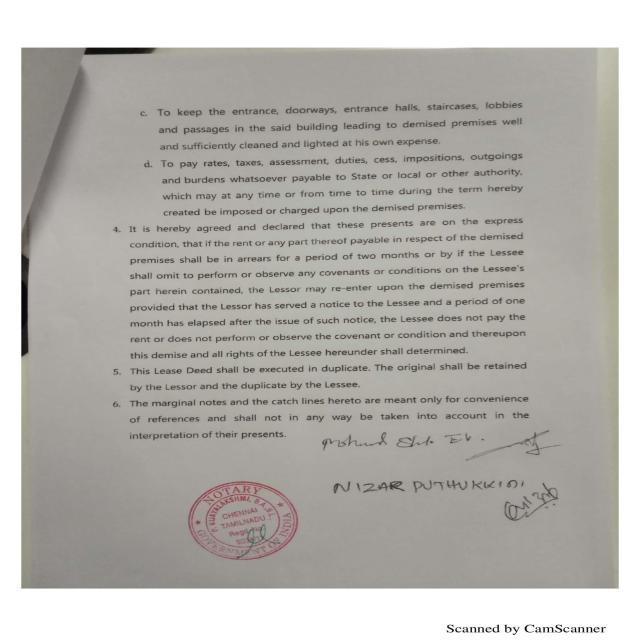 c. To keep the entrance, doorways, entrance halls, staircases, lobbies
and passages in the said building leading to demised premises well
and sufficiently cleaned and lighted at his own expense.
d. To pay rates, taxes, assessment, duties, cess, impositions, outgoings
and burdens whatsoever payable to State or local or other authority,
which may at any time or from time to time during the term hereby
created be imposed or charged upon the demised premises.
4. It is hereby agreed and declared that these presents are on the express
condition, that if the rent or any part thereof payable in respect of the demised
premises shall be in arrears for a period of two months or by if the Lessee
shall omit to perform or observe any covenants or conditions on the Lessee's
part herein contained, the Lessor may re-enter upon the demised premises
provided that the Lessor has served a notice to the Lessee and a period of one
month has elapsed after the issue of such notice, the Lessee does not pay the
rent or does not perform or observe the covenant or condition and thereupon
this demise and all rights of the Lessee hereunder shall determined.
5. This Lease Deed shall be executed in duplicate. The original shall be retained
by the Lessor and the duplicate by the Lessee.
6. The marginal notes and the catch lines hereto are meant only for convenience
of references and shall not in any way be taken into account in the
interpretation of their presents.
NIZAR PUTHUKKIDI
NOTARY
VIJAYALAKSHMI, B.A.B.L.
CHENNAI
TAMILNADU
GOVERNMENT OF INDIA
Scanned by CamScanner